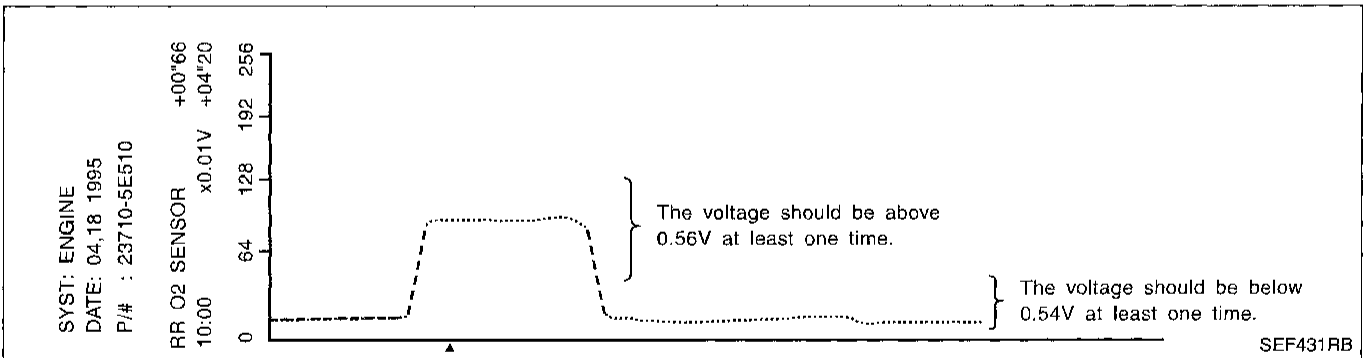 SYST: ENGINE
DATE: 04,18 1995
P/# : 23710-5E510
RR O2 SENSOR +00"66
10:00 x0.01V +04"20
256
192
128
64
0
The voltage should be above
0.56V at least one time.
The voltage should be below
0.54V at least one time.
SEF431RB